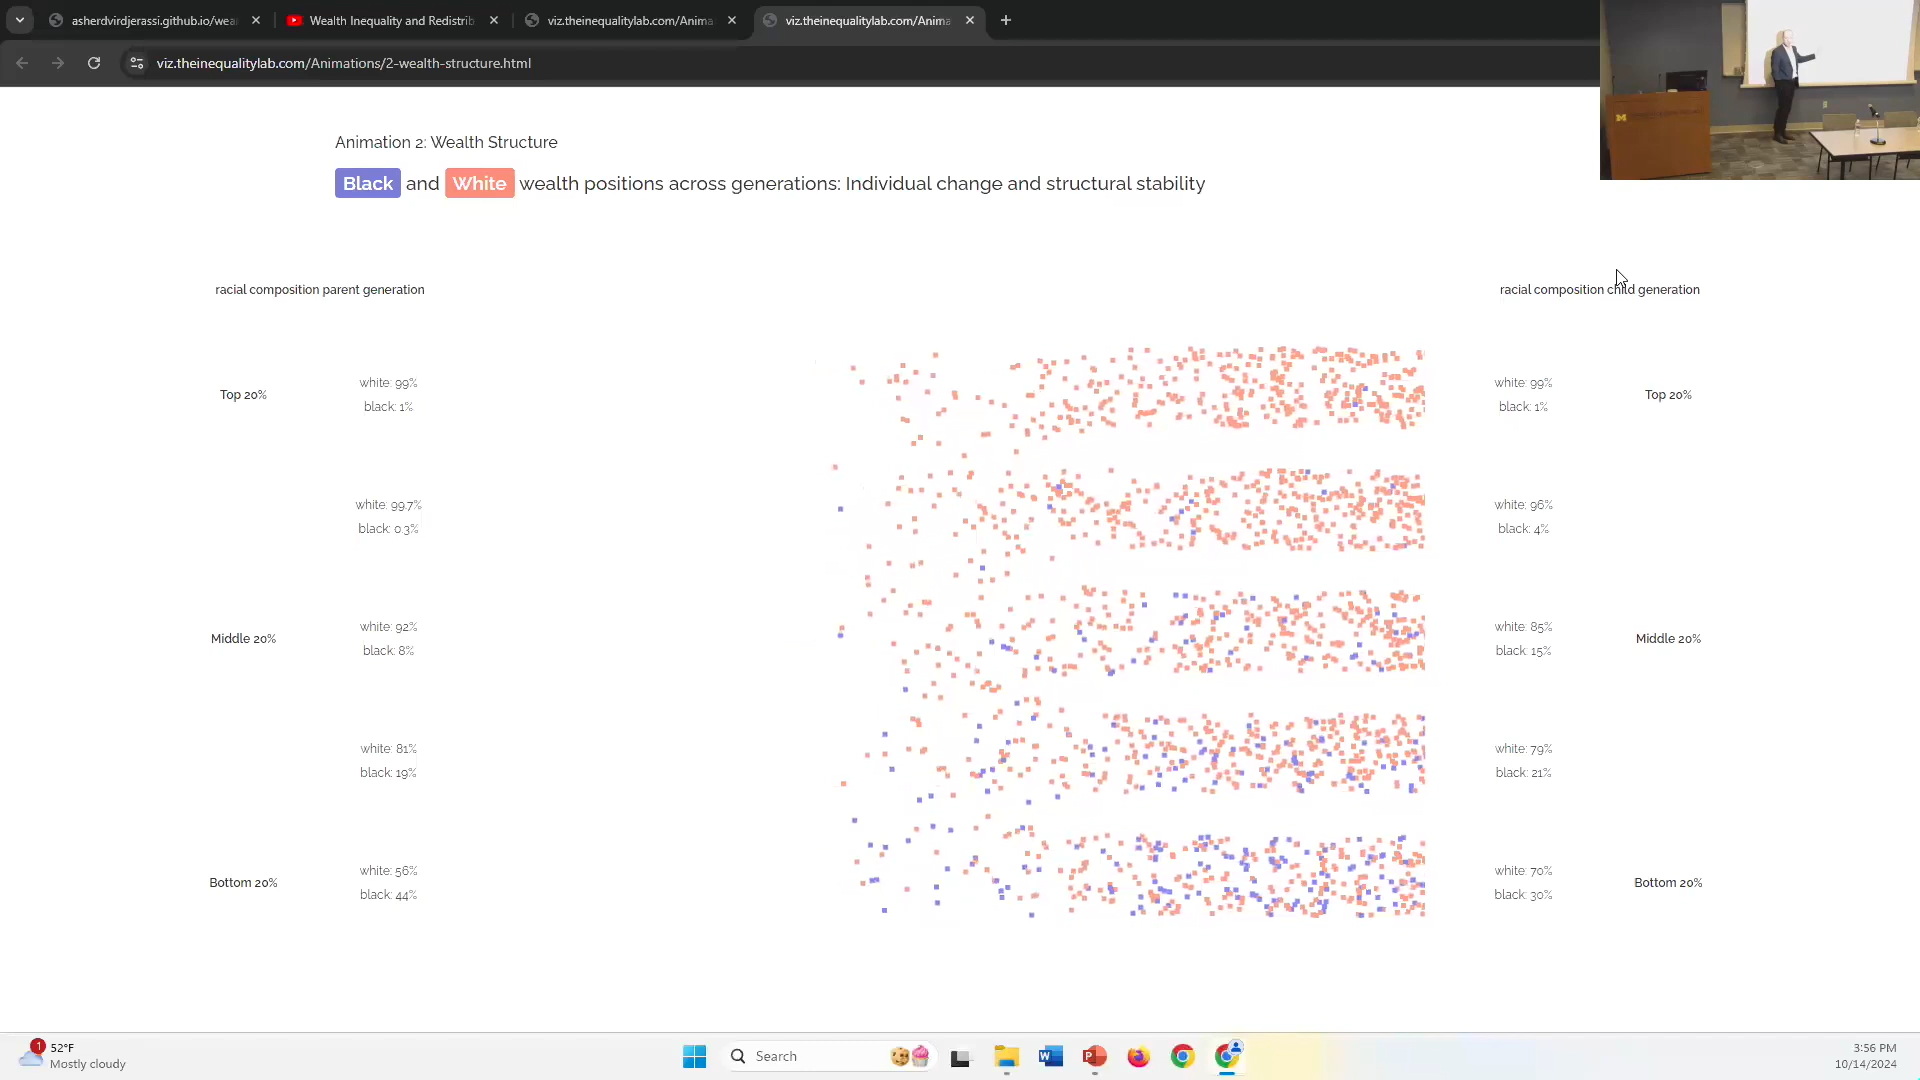 asherdvirdjerassi.github.io/wea
Wealth Inequality and Redistrib
viz.theinequalitylab.com/Anima
viz.theinequalitylab.com/Anima
viz.theinequalitylab.com/Animations/2-wealth-structure.html
Animation 2: Wealth Structure
Black and White wealth positions across generations: Individual change and structural stability
racial composition parent generation
racial composition child generation
Top 20%
white: 99%
black: 1%
white: 99%
black: 1%
Top 20%
white: 99.7%
black: 0.3%
white: 96%
black: 4%
Middle 20%
white: 92%
black: 8%
white: 85%
black: 15%
Middle 20%
white: 81%
black: 19%
white: 79%
black: 21%
Bottom 20%
white: 56%
black: 44%
white: 70%
black: 30%
Bottom 20%
1
52°F
Mostly cloudy
Search
3:56 PM
10/14/2024